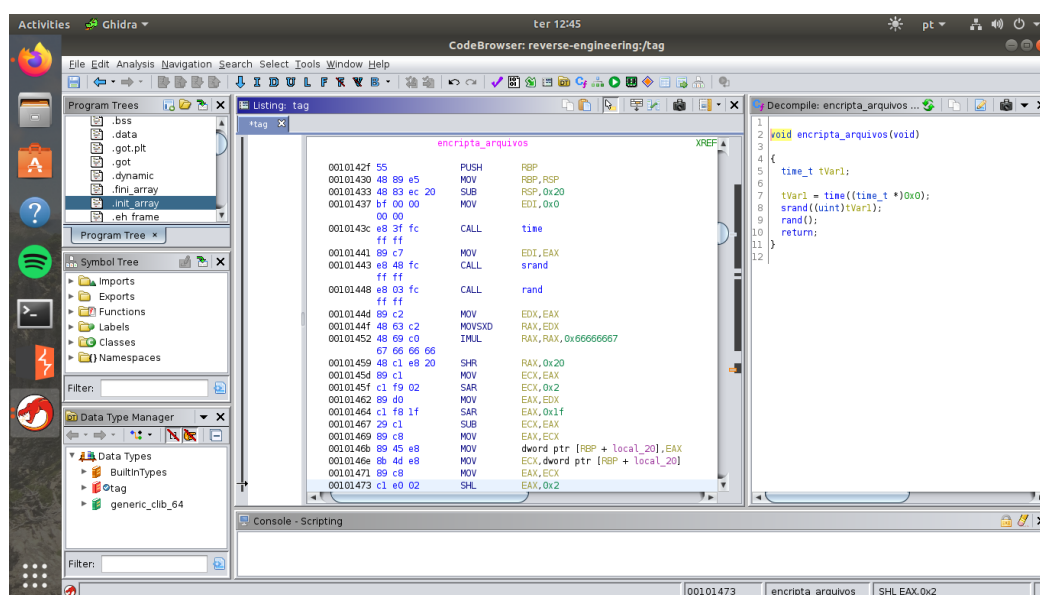 Activities Ghidra ter 12:45 pt
CodeBrowser: reverse-engineering:/tag
File Edit Analysis Navigation Search Select Tools Window Help
I D U L F R V B
Program Trees
.bss
.data
.got.plt
.got
.dynamic
.fini_array
.init_array
.eh frame
Program Tree ×
Symbol Tree
Imports
Exports
Functions
Labels
Classes
Namespaces
Filter:
Data Type Manager
Data Types
BuiltInTypes
tag
generic_clib_64
Filter:
Listing: tag
*tag
encripta_arquivos XREF
0010142f 55 PUSH RBP
00101430 48 89 e5 MOV RBP,RSP
00101433 48 83 ec 20 SUB RSP,0x20
00101437 bf 00 00 MOV EDI,0x0
00 00
0010143c e8 3f fc CALL time
ff ff
00101441 89 c7 MOV EDI,EAX
00101443 e8 48 fc CALL srand
ff ff
00101448 e8 03 fc CALL rand
ff ff
0010144d 89 c2 MOV EDX,EAX
0010144f 48 63 c2 MOVSXD RAX,EDX
00101452 48 69 c0 IMUL RAX,RAX,0x66666667
67 66 66 66
00101459 48 c1 e8 20 SHR RAX,0x20
0010145d 89 c1 MOV ECX,EAX
0010145f c1 f9 02 SAR ECX,0x2
00101462 89 d0 MOV EAX,EDX
00101464 c1 f8 1f SAR EAX,0x1f
00101467 29 c1 SUB ECX,EAX
00101469 89 c8 MOV EAX,ECX
0010146b 89 45 e8 MOV dword ptr [RBP + local_20],EAX
0010146e 8b 4d e8 MOV ECX,dword ptr [RBP + local_20]
00101471 89 c8 MOV EAX,ECX
00101473 c1 e0 02 SHL EAX,0x2
Decompile: encripta_arquivos ...
1
2 void encripta_arquivos(void)
3
4 {
5 time_t tVar1;
6
7 tVar1 = time((time_t *)0x0);
8 srand((uint)tVar1);
9 rand();
10 return;
11 }
12
Console - Scripting
00101473 encripta_arquivos SHL EAX,0x2